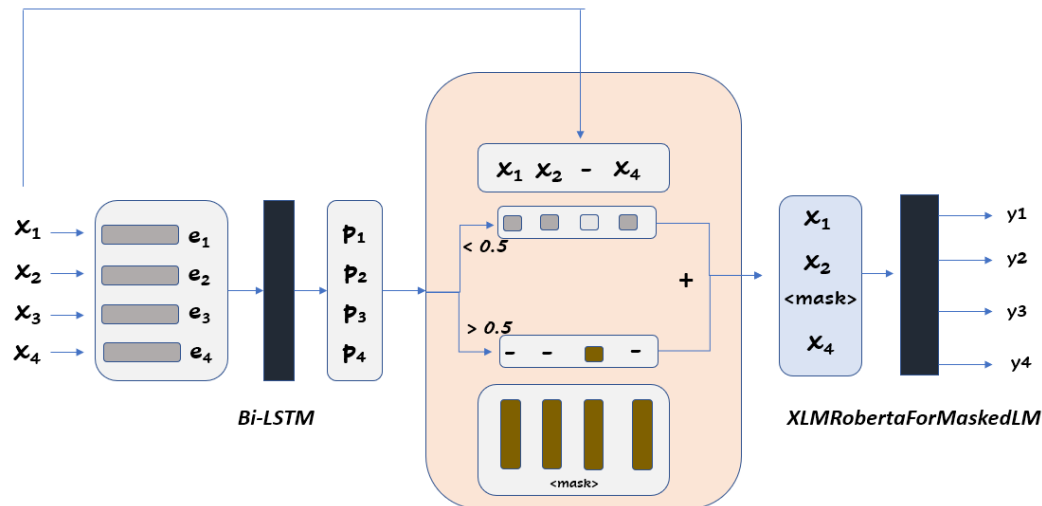 x₁ x₂ - x₄
x₁ e₁
x₂ e₂
x₃ e₃
x₄ e₄
p₁
p₂
p₃
p₄
< 0.5
> 0.5
- - -
+
<mask>
x₁
x₂
<mask>
x₄
y1
y2
y3
y4
Bi-LSTM
XLMRobertaForMaskedLM